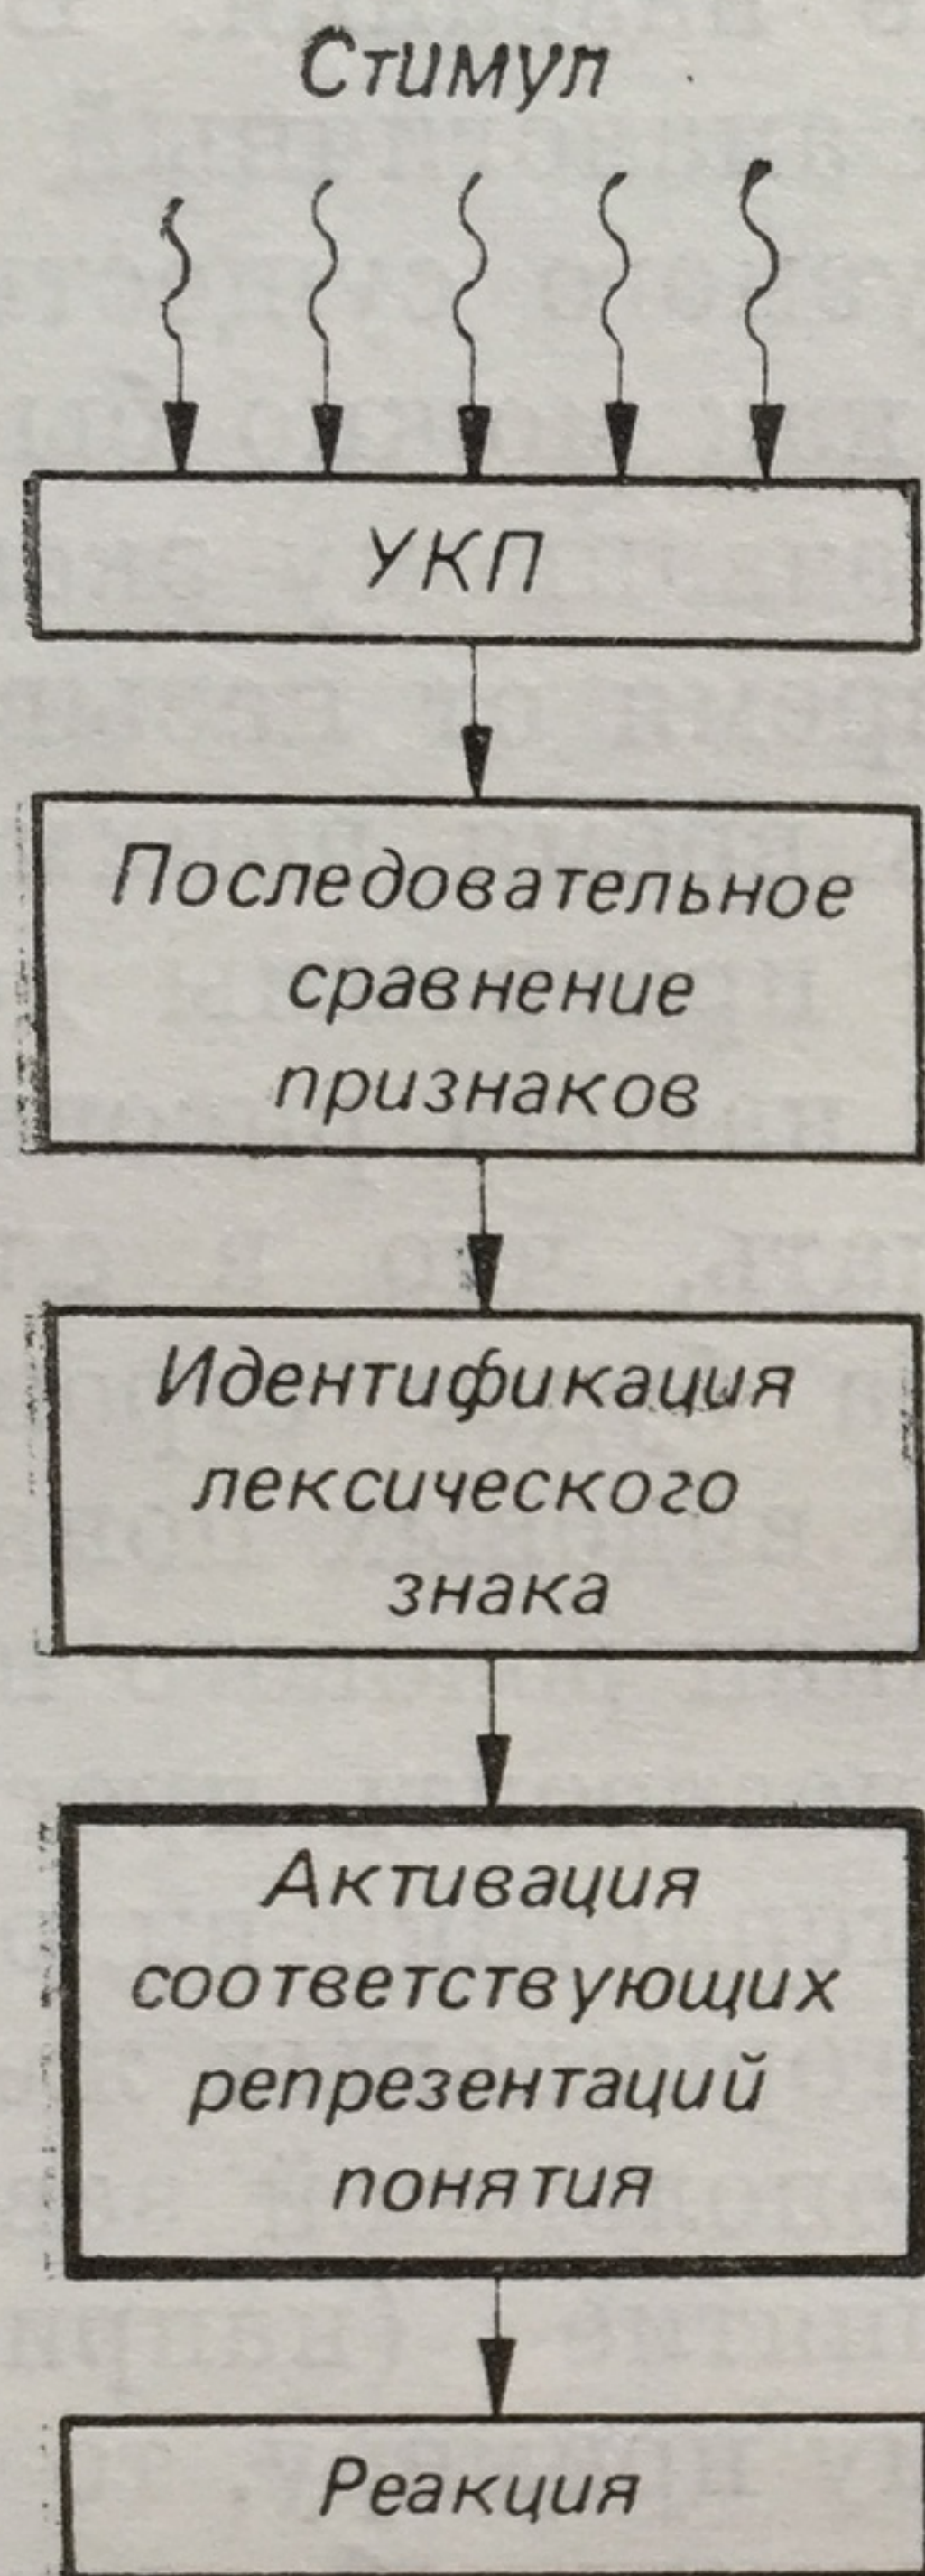 Стимул
УКП
Последовательное
сравнение
признаков
Идентификация
лексического
знака
Активация
соответствующих
репрезентаций
понятия
Реакция